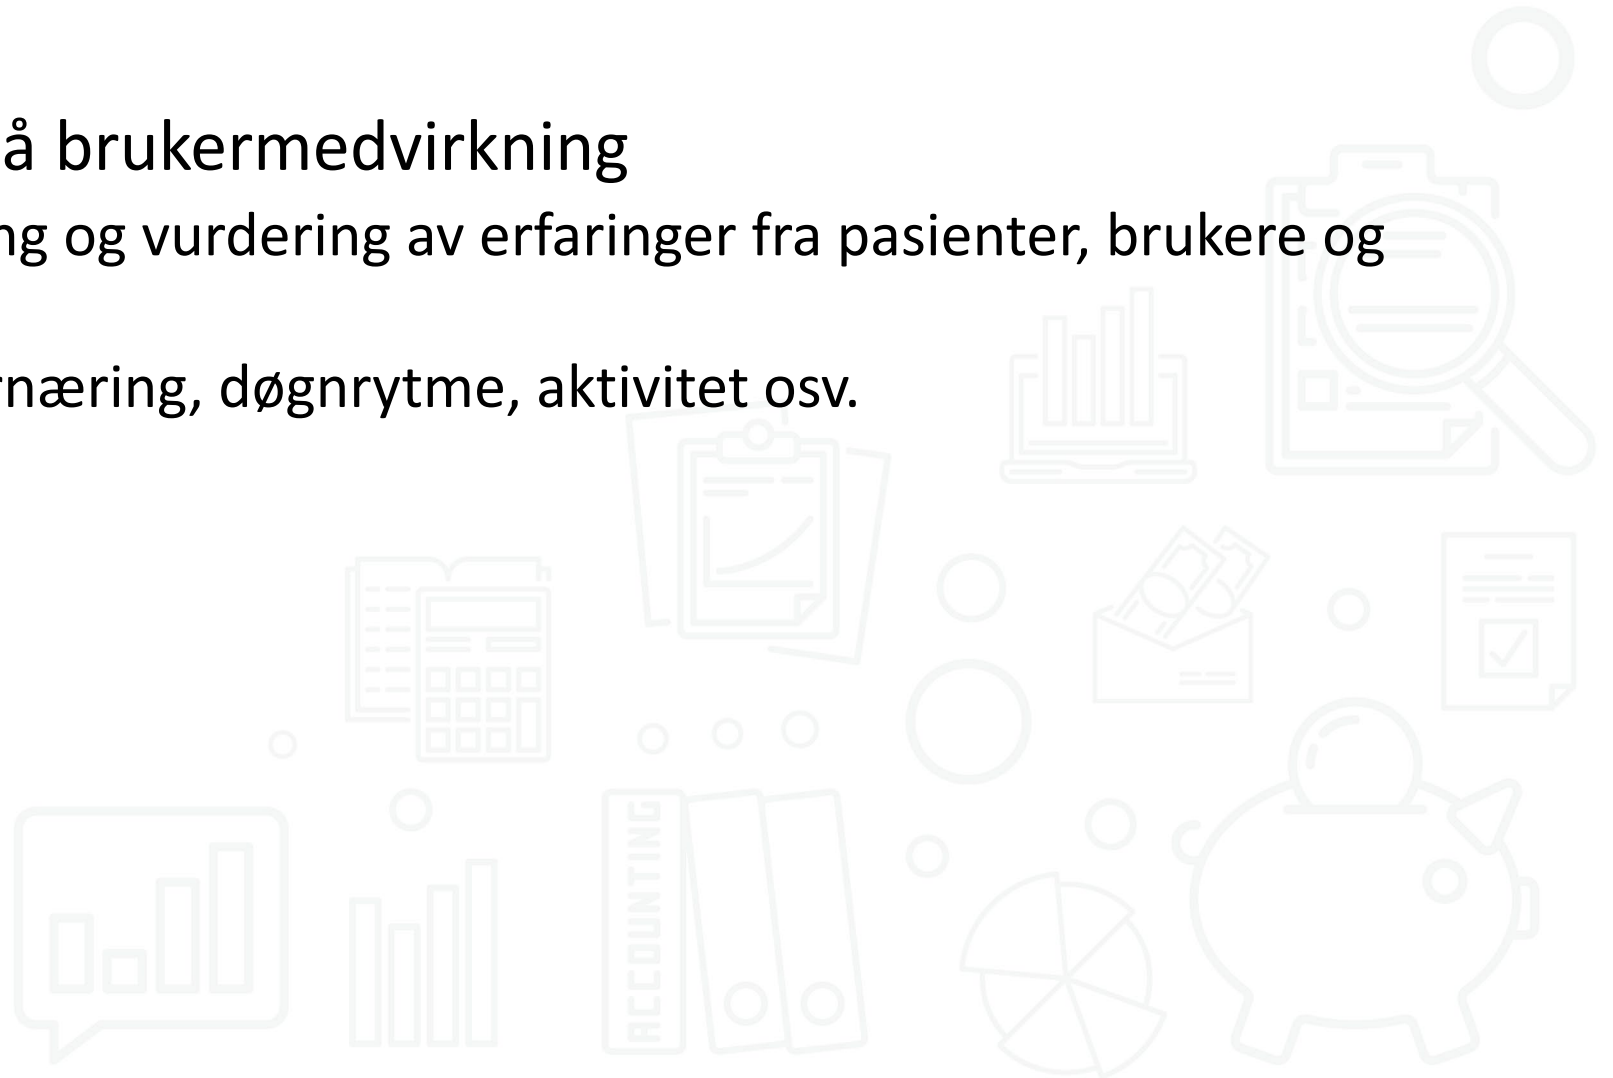 å brukermedvirkning
ng og vurdering av erfaringer fra pasienter, brukere og
rnæring, døgnrytme, aktivitet osv.
ACCOUNTING